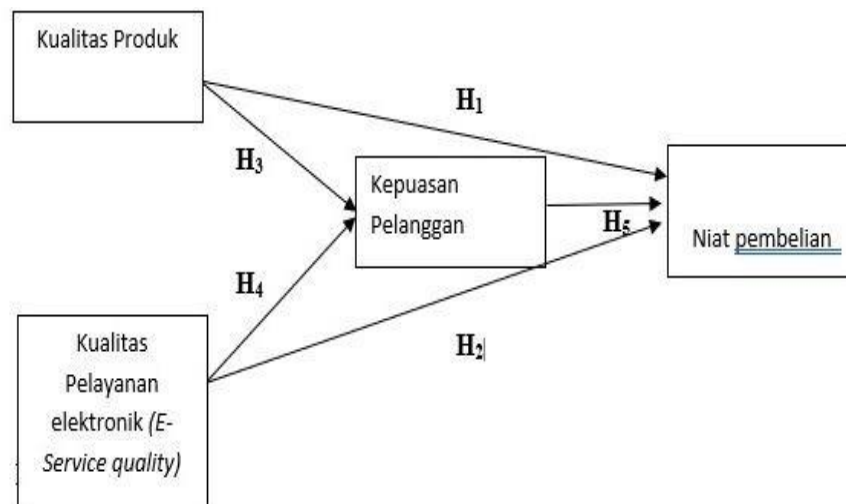 Kualitas Produk
H₁
H₃
Kepuasan
Pelanggan
H₅
Niat pembelian
H₄
H₂
Kualitas
Pelayanan
elektronik (E-
Service quality)